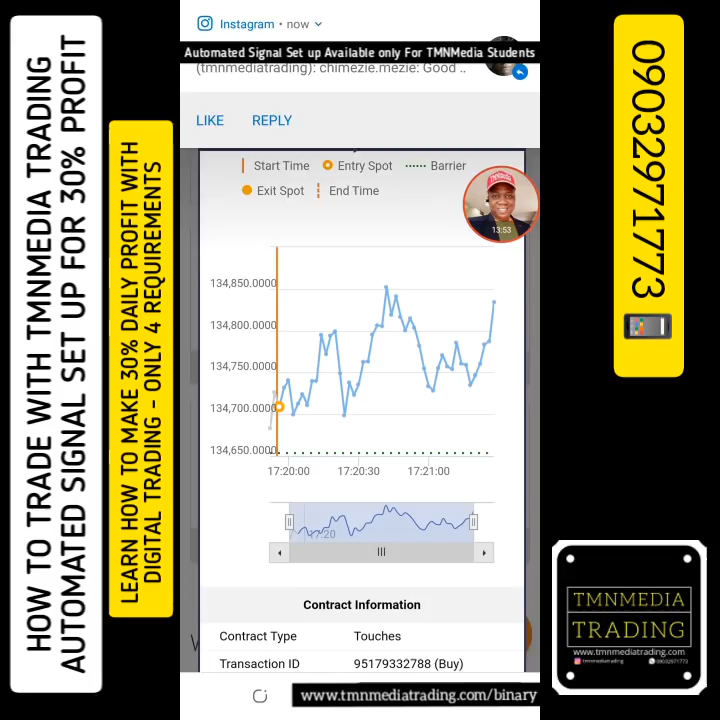 HOW TO TRADE WITH TMNMEDIA TRADING
AUTOMATED SIGNAL SET UP FOR 30% PROFIT
LEARN HOW TO MAKE 30% DAILY PROFIT WITH
DIGITAL TRADING - ONLY 4 REQUIREMENTS
Instagram • now
Automated Signal Set up Available only For TMNMedia Students
(tmnmediatrading): chimezie.mezie: Good ..
LIKE REPLY
Start Time Entry Spot Barrier
Exit Spot End Time
13:53
134,850.0000
134,800.0000
134,750.0000
134,700.0000
134,650.0000
17:20:00 17:20:30 17:21:00
17:20
Contract Information
Contract Type Touches
Transaction ID 95179332788 (Buy)
www.tmnmediatrading.com/binary
09032971773
TMNMEDIA
TRADING
www.tmnmediatrading.com
tmnmediatrading 09032971773